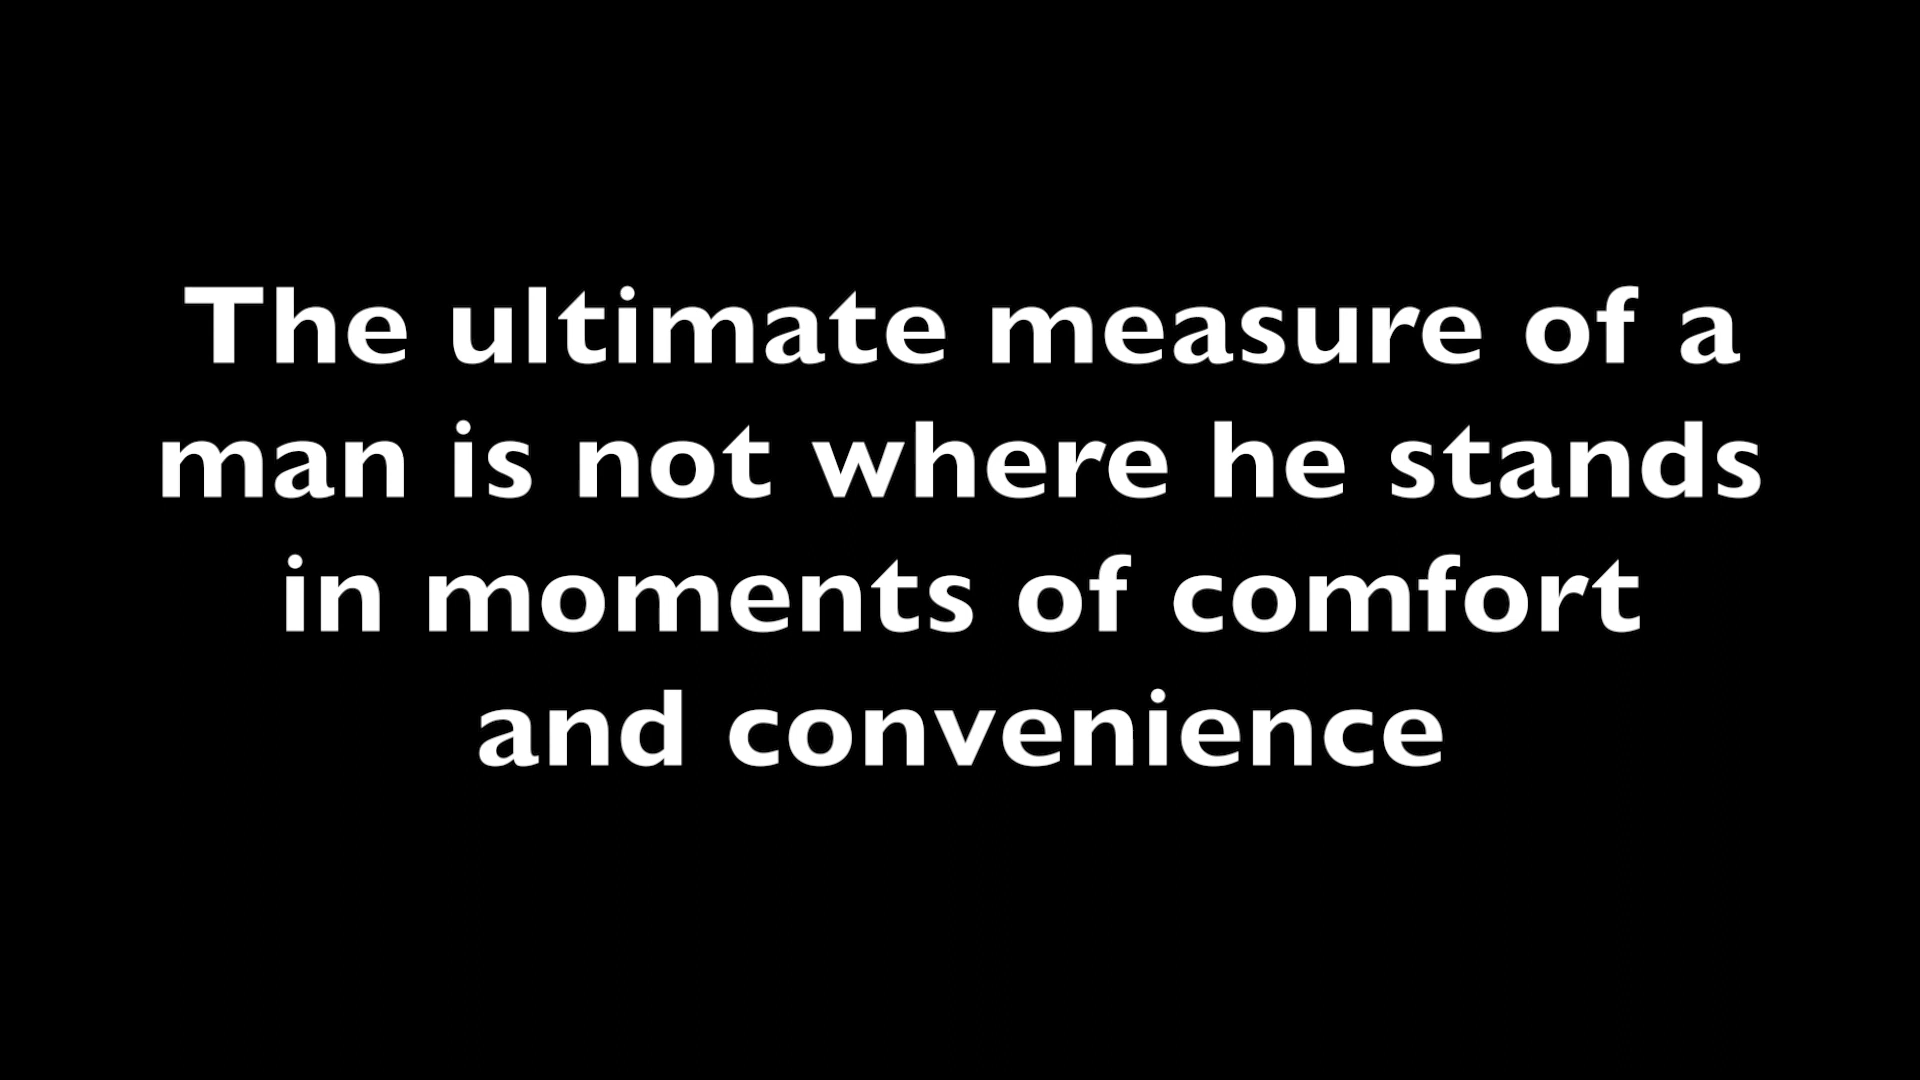 The ultimate measure of a
man is not where he stands
in moments of comfort
and convenience